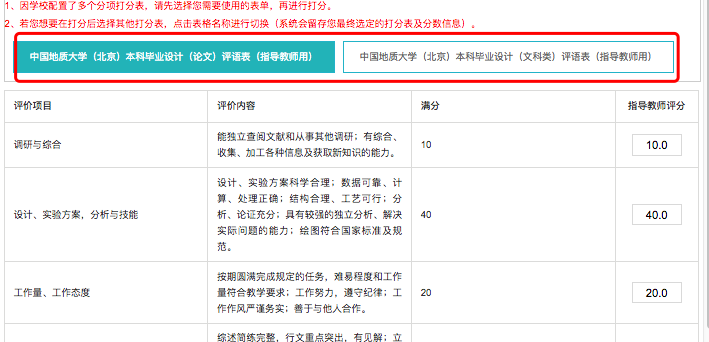 1、因学校配置了多个分项打分表，请先选择您需要使用的表单，再进行打分。
2、若您想要在打分后选择其他打分表，点击表格名称进行切换（系统会留存您最终选定的打分表及分数信息）。
中国地质大学（北京）本科毕业设计（论文）评语表（指导教师用）
中国地质大学（北京）本科毕业设计（文科类）评语表（指导教师用）
评价项目 评价内容 满分 指导教师评分
调研与综合
能独立查阅文献和从事其他调研；有综合、
收集、加工各种信息及获取新知识的能力。
10
10.0
设计、实验方案，分析与技能
设计、实验方案科学合理；数据可靠、计
算、处理正确；结构合理、工艺可行；分
析、论证充分；具有较强的独立分析、解决
实际问题的能力；绘图符合国家标准及规
范。
40
40.0
工作量、工作态度
按期圆满完成规定的任务，难易程度和工作
量符合教学要求；工作努力，遵守纪律；工
作作风严谨务实；善于与他人合作。
20
20.0
综述简练完整，行文重点突出，有见解；立